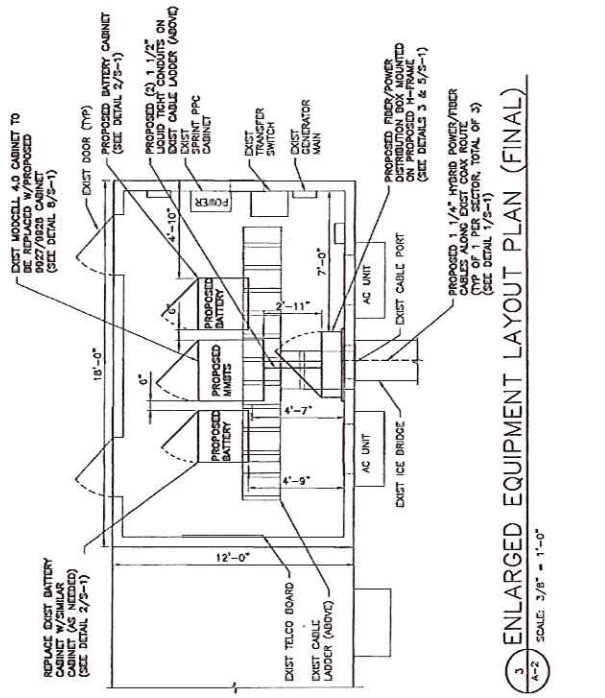 EXIST MODCELL 4.0 CABINET TO
BE REPLACED W/PROPOSED
9927/9928 CABINET
(SEE DETAIL 6/S-1)
EXIST DOOR (TYP)
PROPOSED BATTERY CABINET
(SEE DETAIL 2/S-1)
PROPOSED (2) 1 1/2"
LIQUID TIGHT CONDUITS ON
EXIST CABLE LADDER (ABOVE)
EXIST
SPRINT PPC
CABINET
EXIST
TRANSFER
SWITCH
EXIST
GENERATOR
MAIN
PROPOSED FIBER/POWER
DISTRIBUTION BOX MOUNTED
ON PROPOSED H-FRAME
(SEE DETAILS 3 & 5/S-1)
PROPOSED 1 1/4" HYBRID POWER/FIBER
CABLES ALONG EXIST COAX ROUTE
(TYP OF 1 PER SECTOR, TOTAL OF 3)
(SEE DETAIL 1/S-1)
REPLACE EXIST BATTERY
CABINET W/SIMILAR
CABINET (AS NEEDED)
(SEE DETAIL 2/S-1)
18'-0"
12'-0"
4'-10"
6"
6"
POWER
PROPOSED
BATTERY
PROPOSED
MMBTS
PROPOSED
BATTERY
2'-11"
7'-0"
4'-7"
4'-9"
AC UNIT
AC UNIT
EXIST CABLE PORT
EXIST ICE BRIDGE
EXIST TELCO BOARD
EXIST CABLE
LADDER (ABOVE)
3
A-2
ENLARGED EQUIPMENT LAYOUT PLAN (FINAL)
SCALE: 3/8" = 1'-0"